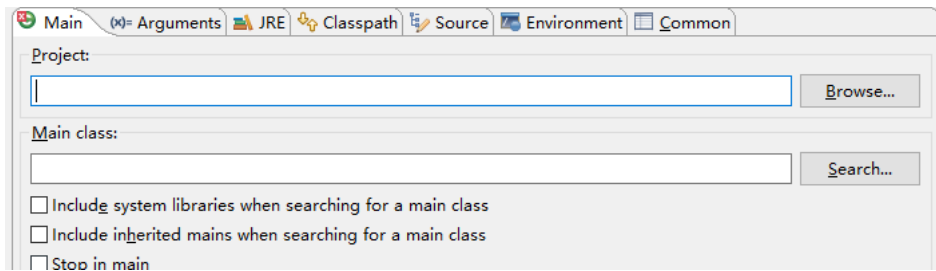 Main (x)= Arguments JRE Classpath Source Environment Common
Project:
Browse...
Main class:
Search...
Include system libraries when searching for a main class
Include inherited mains when searching for a main class
Stop in main